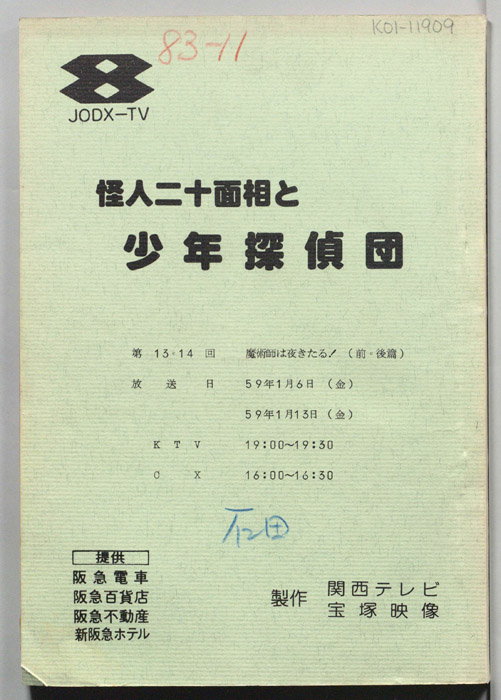 K01-11909
83-11
JODX-TV
怪人二十面相と
少年探偵団
第 13・14 回 魔術師は夜きたる! (前・後篇)
放送日 59年1月6日 (金)
59年1月13日 (金)
KTV 19:00~19:30
CX 16:00~16:30
石田
提供
阪急電車
阪急百貨店
阪急不動産
新阪急ホテル
製作 関西テレビ
宝塚映像